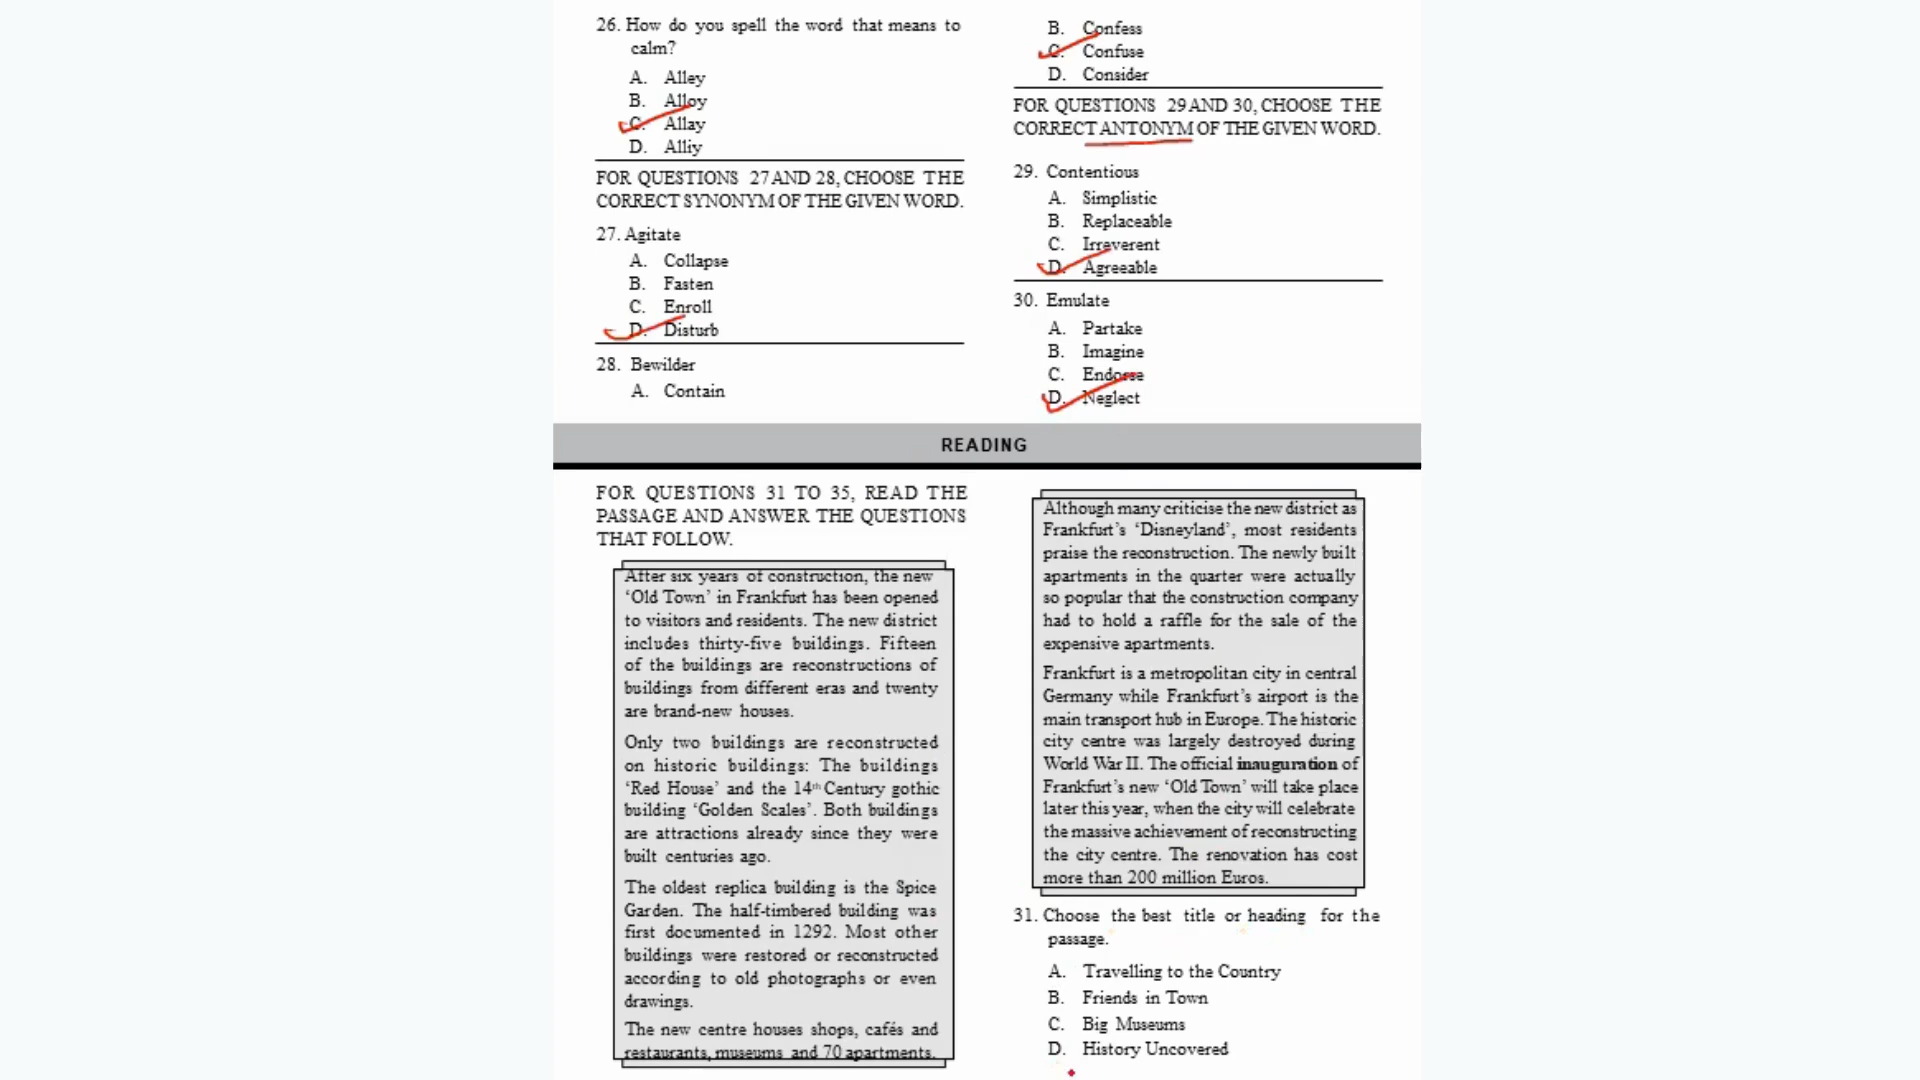 26. How do you spell the word that means to
calm?
A. Alley
B. Alloy
C. Allay
D. Alliy
FOR QUESTIONS 27 AND 28, CHOOSE THE
CORRECT SYNONYM OF THE GIVEN WORD.
27. Agitate
A. Collapse
B. Fasten
C. Enroll
D. Disturb
28. Bewilder
A. Contain
B. Confess
C. Confuse
D. Consider
FOR QUESTIONS 29 AND 30, CHOOSE THE
CORRECT ANTONYM OF THE GIVEN WORD.
29. Contentious
A. Simplistic
B. Replaceable
C. Irreverent
D. Agreeable
30. Emulate
A. Partake
B. Imagine
C. Endorse
D. Neglect
READING
FOR QUESTIONS 31 TO 35, READ THE
PASSAGE AND ANSWER THE QUESTIONS
THAT FOLLOW.
After six years of construction, the new
‘Old Town’ in Frankfurt has been opened
to visitors and residents. The new district
includes thirty-five buildings. Fifteen
of the buildings are reconstructions of
buildings from different eras and twenty
are brand-new houses.
Only two buildings are reconstructed
on historic buildings: The buildings
‘Red House’ and the 14th Century gothic
building ‘Golden Scales’. Both buildings
are attractions already since they were
built centuries ago.
The oldest replica building is the Spice
Garden. The half-timbered building was
first documented in 1292. Most other
buildings were restored or reconstructed
according to old photographs or even
drawings.
The new centre houses shops, cafés and
restaurants, museums and 70 apartments.
Although many criticise the new district as
Frankfurt’s ‘Disneyland’, most residents
praise the reconstruction. The newly built
apartments in the quarter were actually
so popular that the construction company
had to hold a raffle for the sale of the
expensive apartments.
Frankfurt is a metropolitan city in central
Germany while Frankfurt’s airport is the
main transport hub in Europe. The historic
city centre was largely destroyed during
World War II. The official inauguration of
Frankfurt’s new ‘Old Town’ will take place
later this year, when the city will celebrate
the massive achievement of reconstructing
the city centre. The renovation has cost
more than 200 million Euros.
31. Choose the best title or heading for the
passage.
A. Travelling to the Country
B. Friends in Town
C. Big Museums
D. History Uncovered